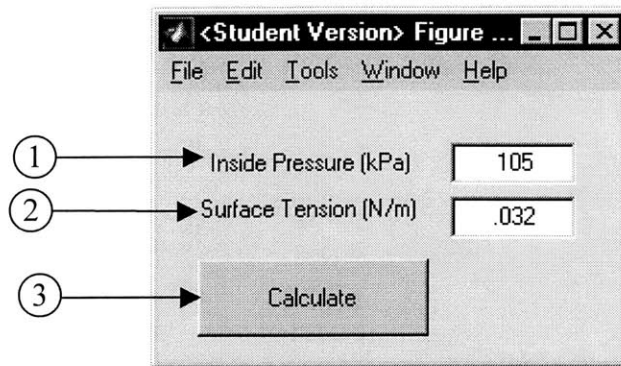 <Student Version> Figure ...
File Edit Tools Window Help
1 Inside Pressure (kPa) 105
2 Surface Tension (N/m) .032
3 Calculate